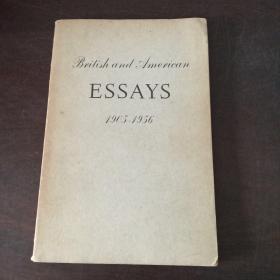 British and American
ESSAYS
1905-1956